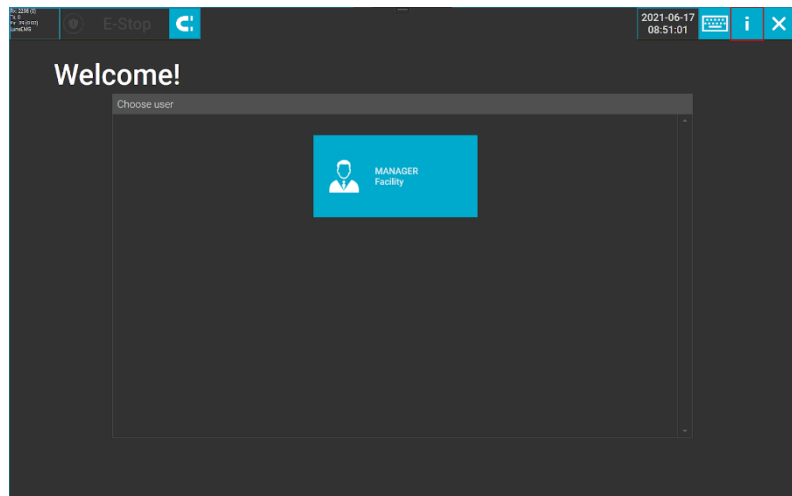 E-Stop
2021-06-17
08:51:01
i
Welcome!
Choose user
MANAGER
Facility